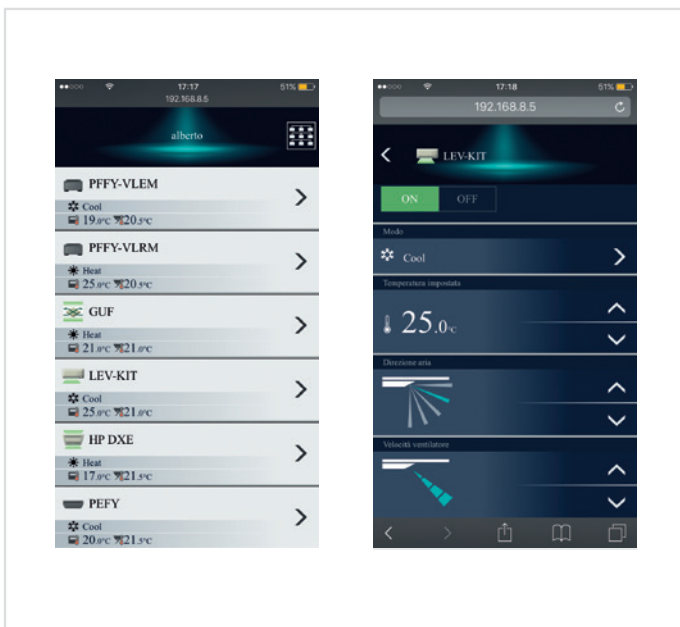 17:17
51%
192.168.8.5
alberto
PFFY-VLEM
Cool
19.0°C 20.5°C
PFFY-VLRM
Heat
25.0°C 20.5°C
GUF
Heat
21.0°C 21.0°C
LEV-KIT
Cool
25.0°C 21.0°C
HP DXE
Heat
17.0°C 21.5°C
PEFY
Cool
20.0°C 21.5°C
17:18
51%
192.168.8.5
LEV-KIT
ON OFF
Modo
Cool
Temperatura impostata
25.0°C
Direzione aria
Velocità ventilatore